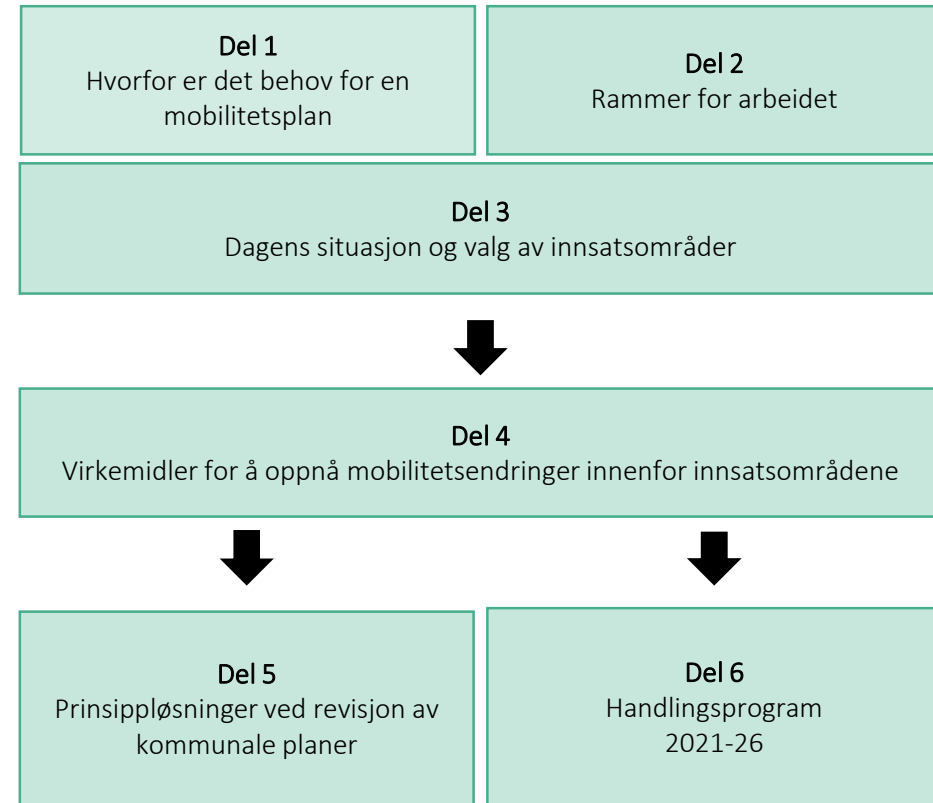 Del 1
Hvorfor er det behov for en
mobilitetsplan
Del 2
Rammer for arbeidet
Del 3
Dagens situasjon og valg av innsatsområder
Del 4
Virkemidler for å oppnå mobilitetsendringer innenfor innsatsområdene
Del 5
Prinsippløsninger ved revisjon av
kommunale planer
Del 6
Handlingsprogram
2021-26